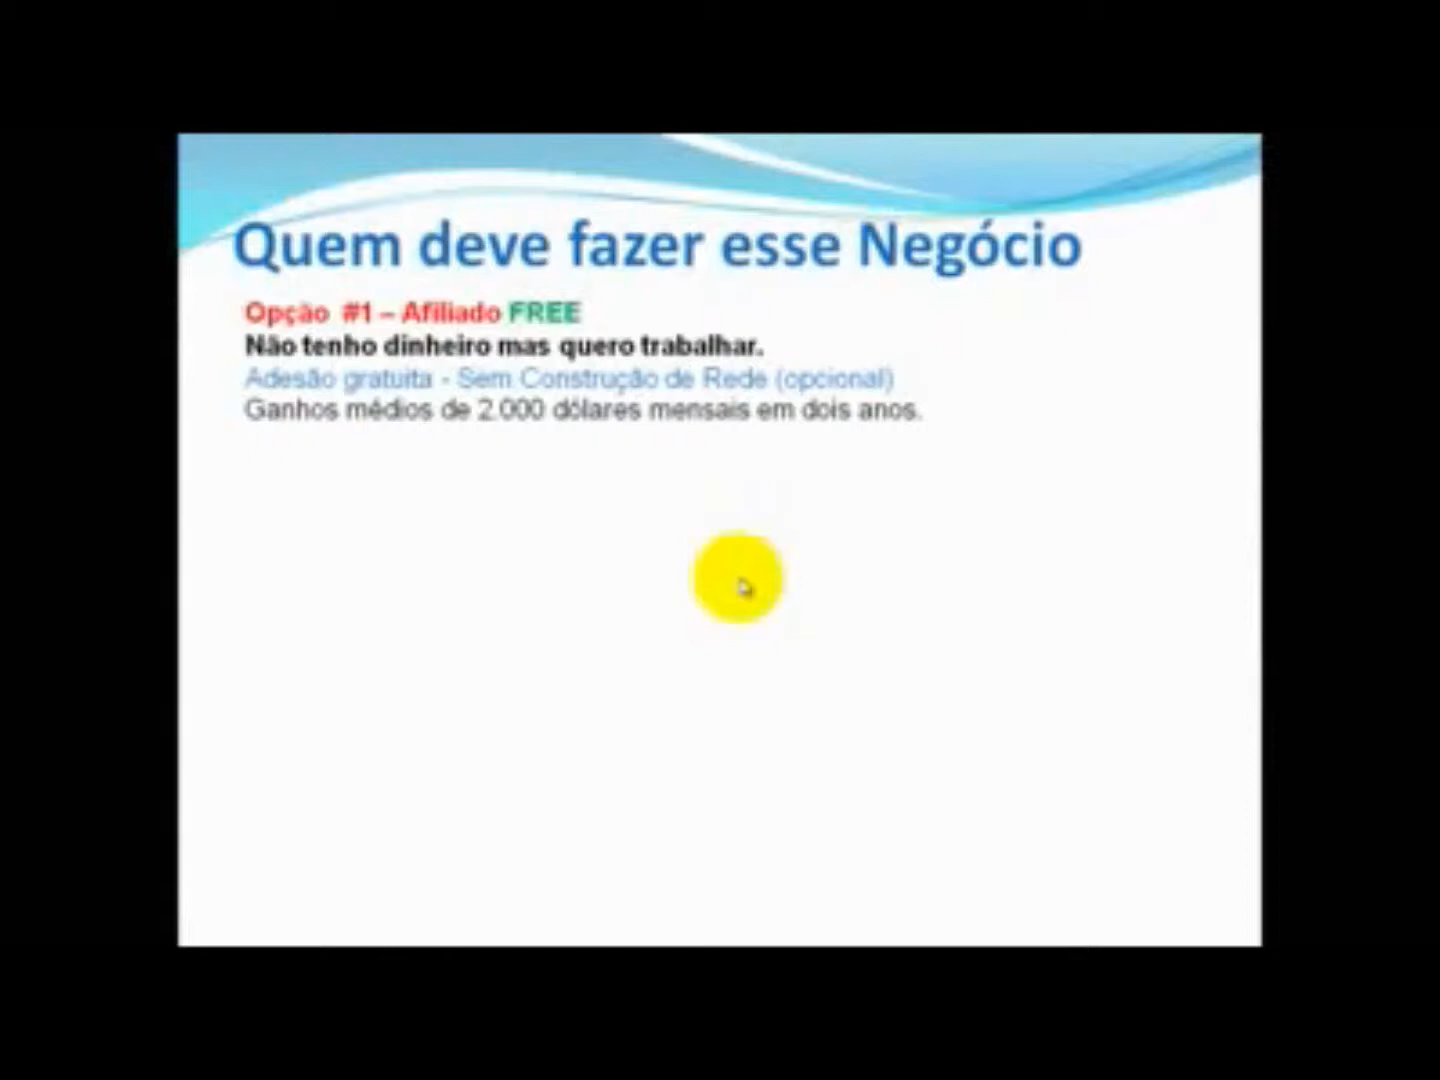 Quem deve fazer esse Negócio
Opção #1 – Afiliado FREE
Não tenho dinheiro mas quero trabalhar.
Adesão gratuita - Sem Construção de Rede (opcional)
Ganhos médios de 2.000 dólares mensais em dois anos.